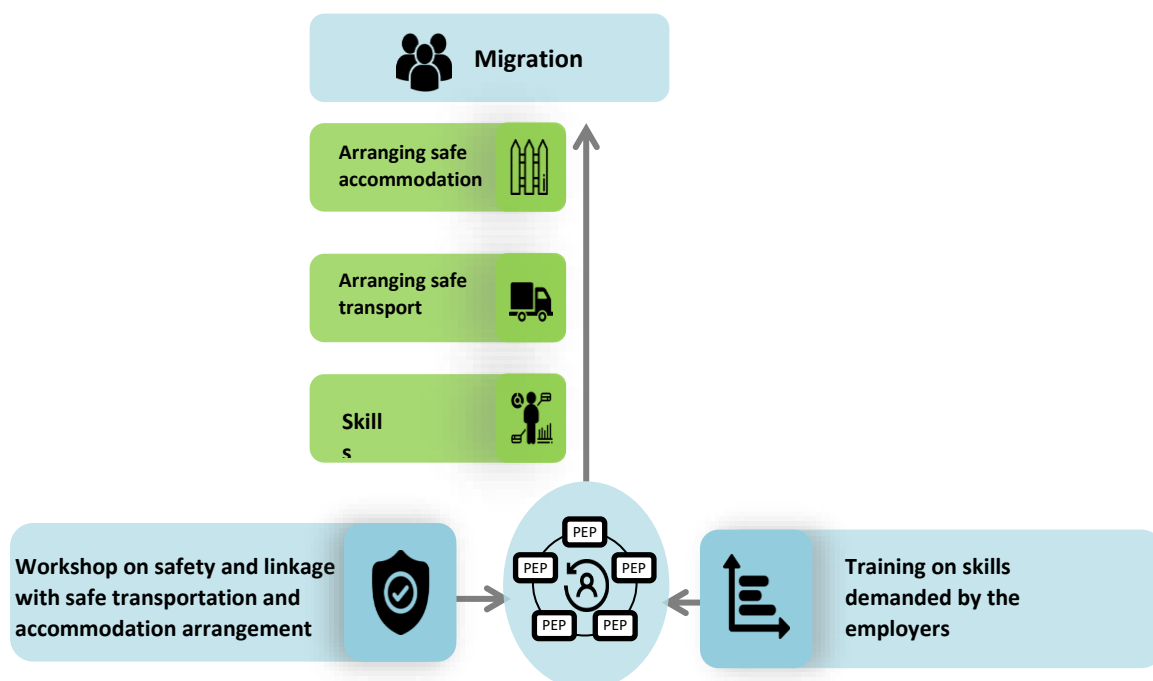 Migration
Arranging safe
accommodation
Arranging safe
transport
Skill
s
Workshop on safety and linkage
with safe transportation and
accommodation arrangement
PEP
PEP
PEP
PEP
PEP
Training on skills
demanded by the
employers